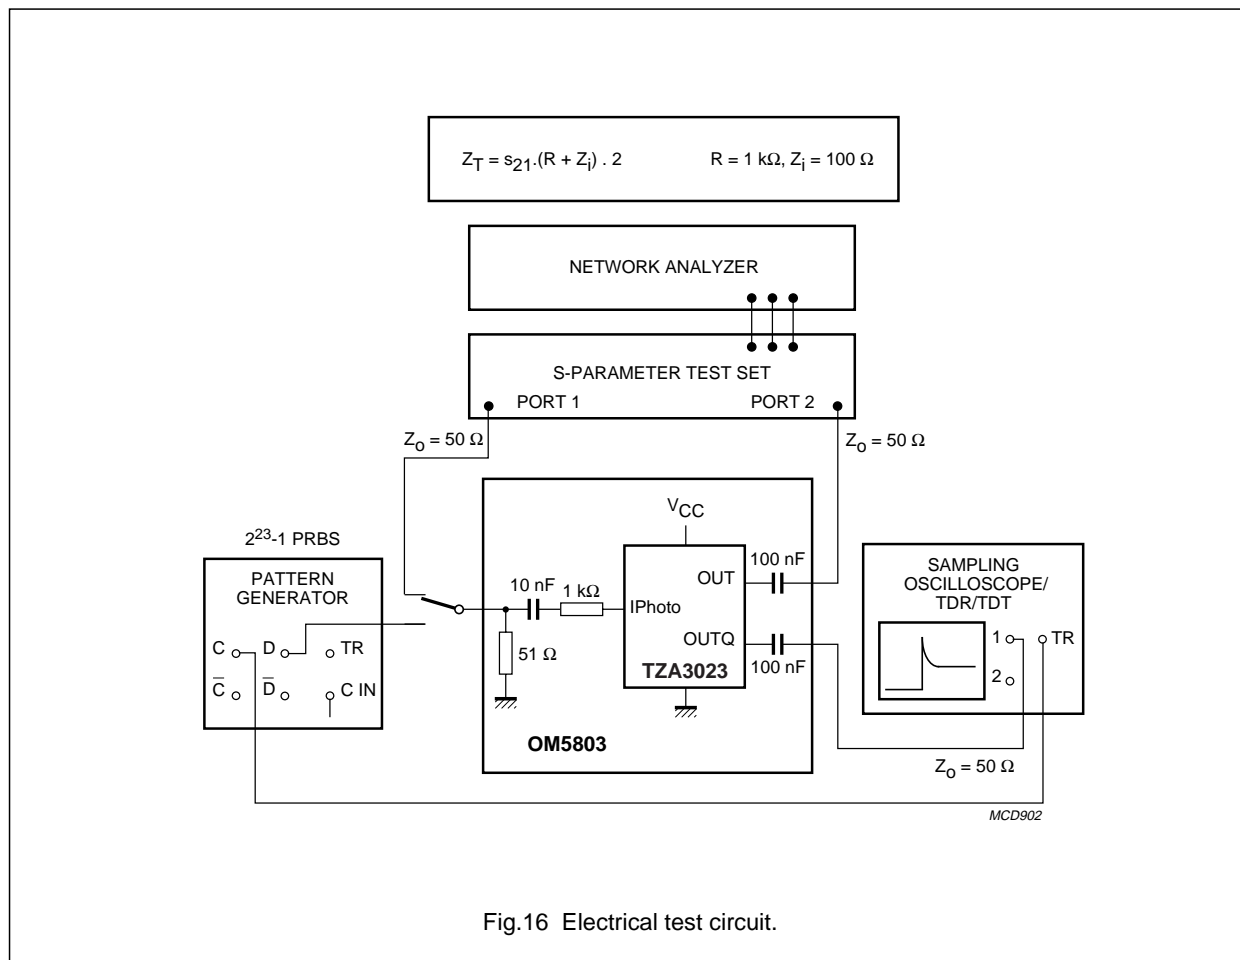 Z_T = s_21.(R + Z_i) . 2 R = 1 kΩ, Z_i = 100 Ω
NETWORK ANALYZER
S-PARAMETER TEST SET
PORT 1 PORT 2
Z_o = 50 Ω Z_o = 50 Ω
2^23-1 PRBS
PATTERN
GENERATOR
C D TR
C̅ D̅ C IN
51 Ω
10 nF
1 kΩ
V_CC
IPhoto
OUT
OUTQ
TZA3023
100 nF
100 nF
OM5803
SAMPLING
OSCILLOSCOPE/
TDR/TDT
1 TR
2
Z_o = 50 Ω
MCD902
Fig.16 Electrical test circuit.